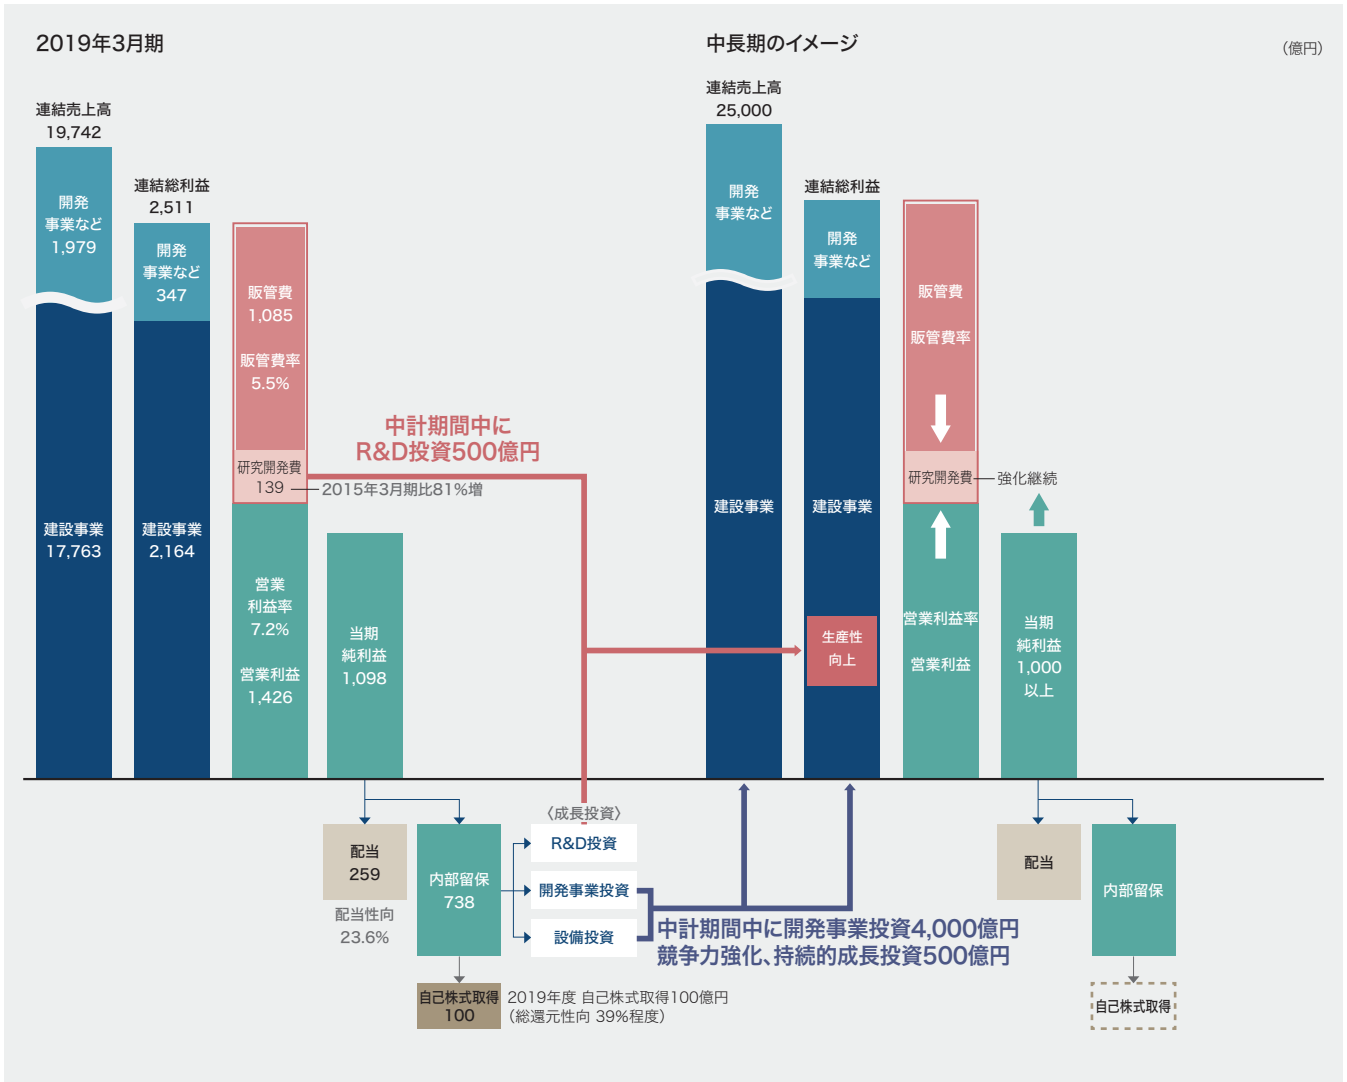 2019年3月期
連結売上高
19,742
開発
事業など
1,979
建設事業
17,763
連結総利益
2,511
開発
事業など
347
建設事業
2,164
販管費
1,085
販管費率
5.5%
研究開発費
139
2015年3月期比81%増
営業
利益率
7.2%
営業利益
1,426
当期
純利益
1,098
中計期間中に
R&D投資500億円
配当
259
配当性向
23.6%
内部留保
738
自己株式取得
100
2019年度 自己株式取得100億円
（総還元性向 39%程度）
〈成長投資〉
R&D投資
開発事業投資
設備投資
中計期間中に開発事業投資4,000億円
競争力強化、持続的成長投資500億円
中長期のイメージ
（億円）
連結売上高
25,000
開発
事業など
建設事業
連結総利益
開発
事業など
建設事業
生産性
向上
販管費
販管費率
研究開発費
強化継続
営業利益率
営業利益
当期
純利益
1,000
以上
配当
内部留保
自己株式取得